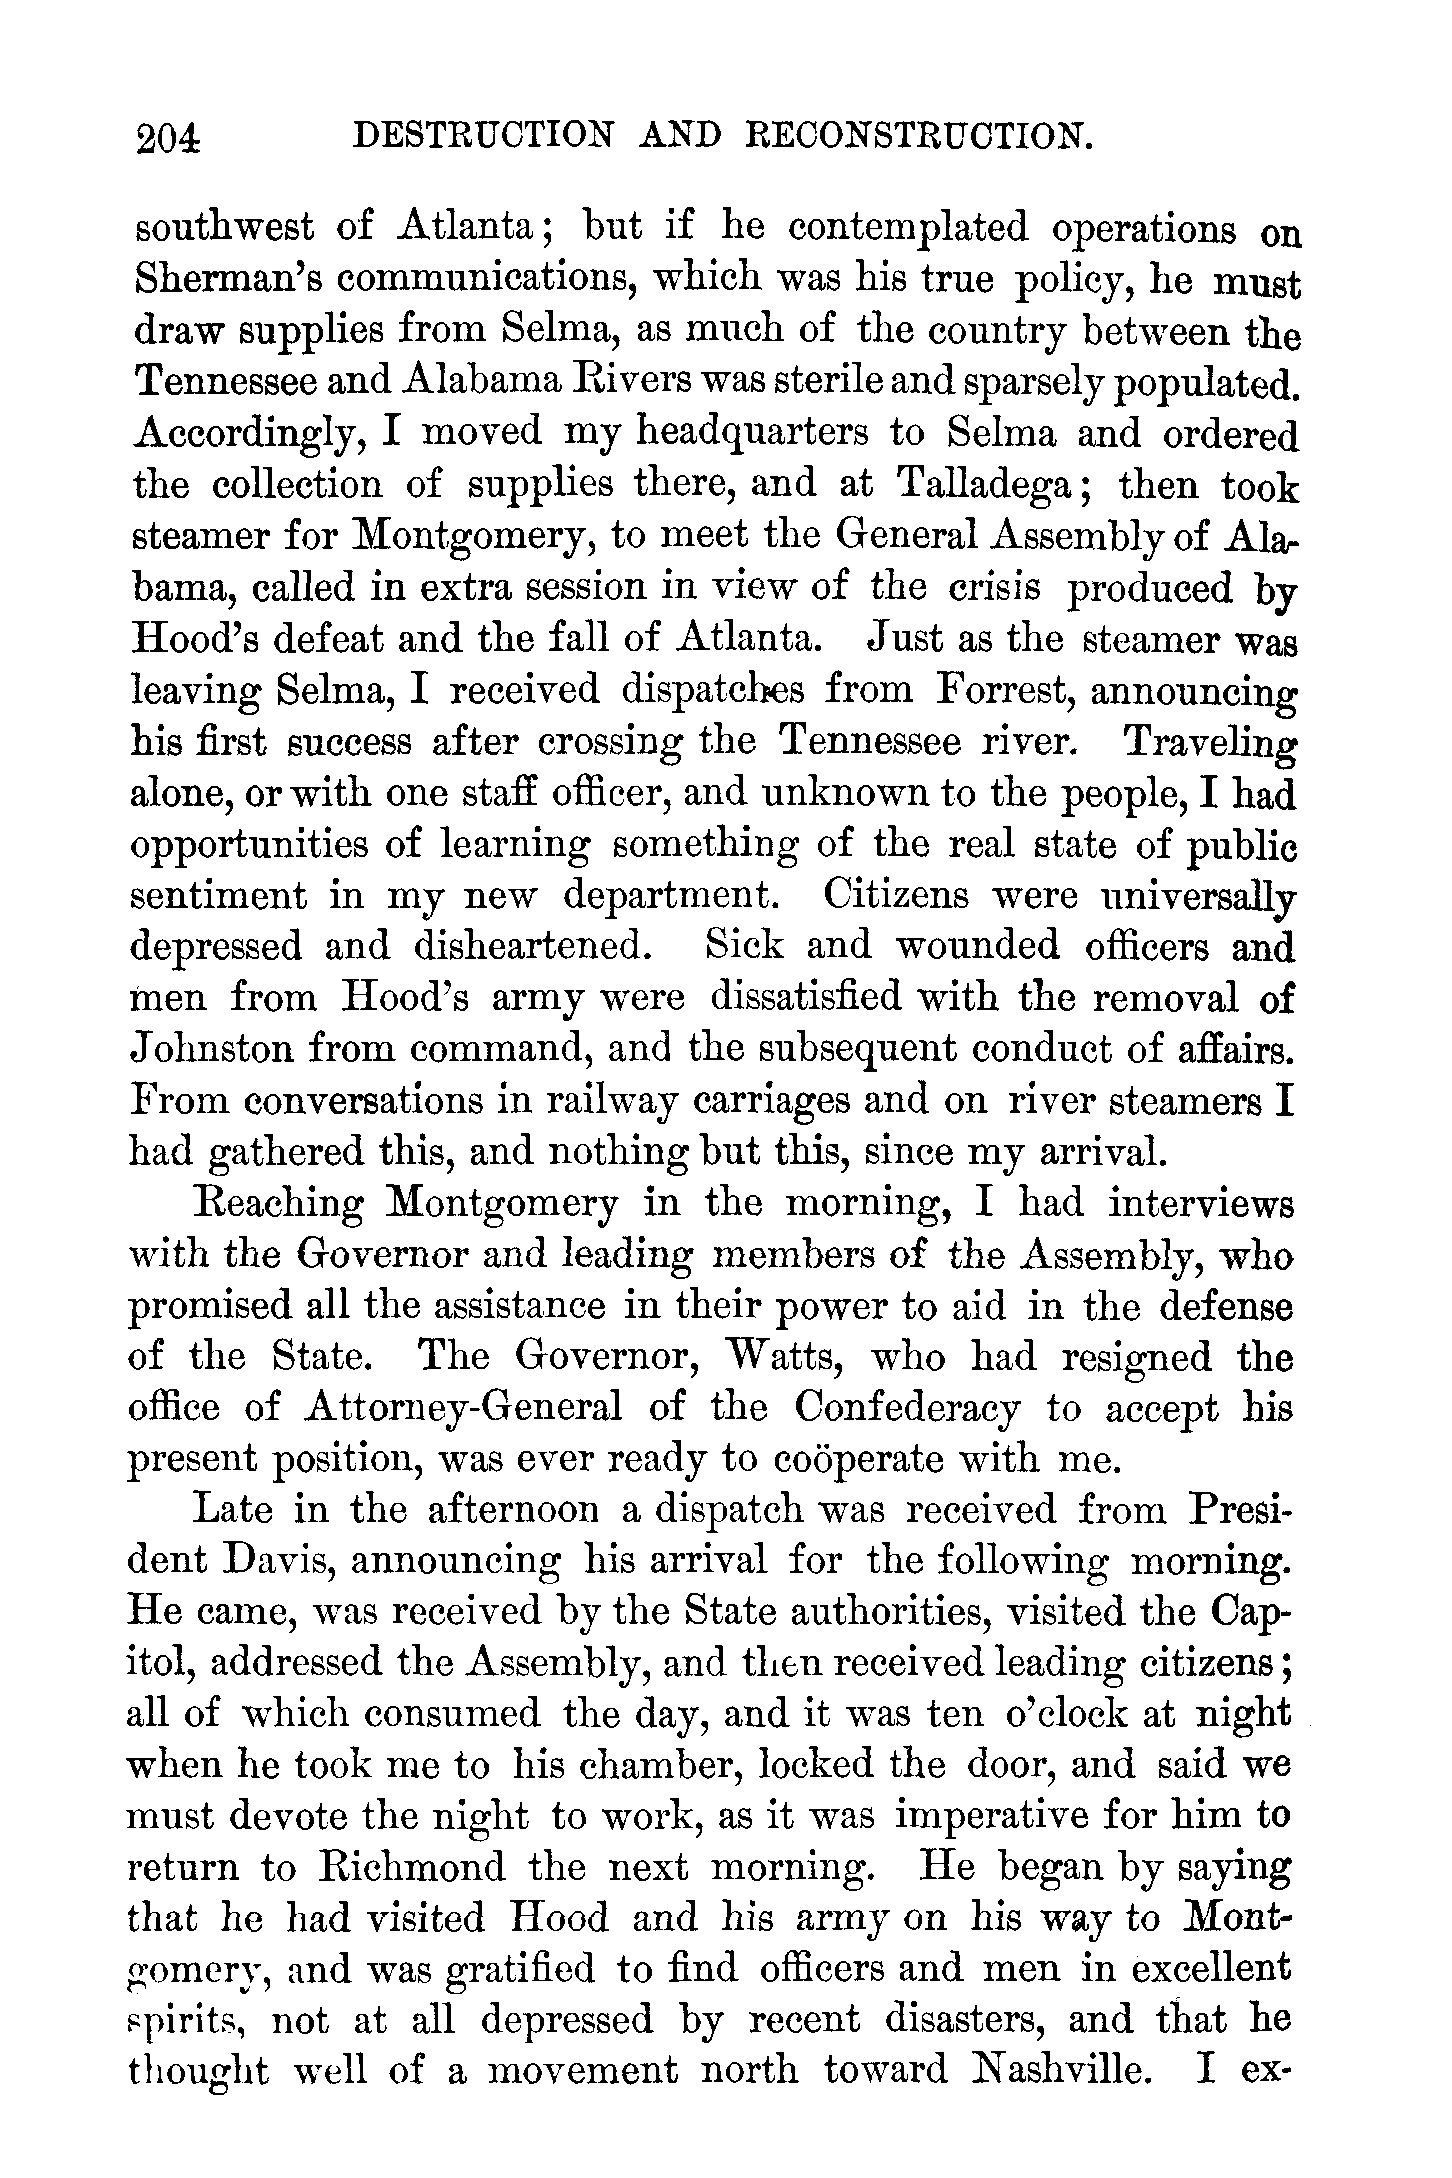 204 DESTRUCTION AND RECONSTRUCTION.
southwest of Atlanta; but if he contemplated operations on
Sherman's communications, which was his true policy, he must
draw supplies from Selma, as much of the country between the
Tennessee and Alabama Rivers was sterile and sparsely populated.
Accordingly, I moved my headquarters to Selma and ordered
the collection of supplies there, and at Talladega; then took
steamer for Montgomery, to meet the General Assembly of Ala-
bama, called in extra session in view of the crisis produced by
Hood's defeat and the fall of Atlanta. Just as the steamer was
leaving Selma, I received dispatches from Forrest, announcing
his first success after crossing the Tennessee river. Traveling
alone, or with one staff officer, and unknown to the people, I had
opportunities of learning something of the real state of public
sentiment in my new department. Citizens were universally
depressed and disheartened. Sick and wounded officers and
men from Hood's army were dissatisfied with the removal of
Johnston from command, and the subsequent conduct of affairs.
From conversations in railway carriages and on river steamers I
had gathered this, and nothing but this, since my arrival.
Reaching Montgomery in the morning, I had interviews
with the Governor and leading members of the Assembly, who
promised all the assistance in their power to aid in the defense
of the State. The Governor, Watts, who had resigned the
office of Attorney-General of the Confederacy to accept his
present position, was ever ready to coöperate with me.
Late in the afternoon a dispatch was received from Presi-
dent Davis, announcing his arrival for the following morning.
He came, was received by the State authorities, visited the Cap-
itol, addressed the Assembly, and then received leading citizens;
all of which consumed the day, and it was ten o'clock at night
when he took me to his chamber, locked the door, and said we
must devote the night to work, as it was imperative for him to
return to Richmond the next morning. He began by saying
that he had visited Hood and his army on his way to Mont-
gomery, and was gratified to find officers and men in excellent
spirits, not at all depressed by recent disasters, and that he
thought well of a movement north toward Nashville. I ex-